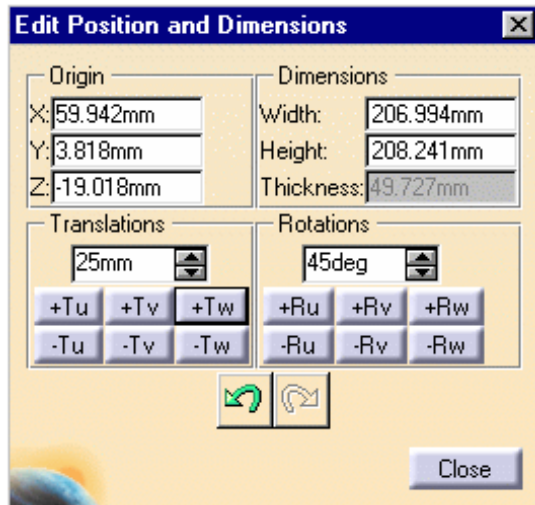 Edit Position and Dimensions
Origin
X: 59.942mm
Y: 3.818mm
Z: -19.018mm
Dimensions
Width: 206.994mm
Height: 208.241mm
Thickness: 49.727mm
Translations
25mm
+Tu +Tv +Tw
-Tu -Tv -Tw
Rotations
45deg
+Ru +Rv +Rw
-Ru -Rv -Rw
Close